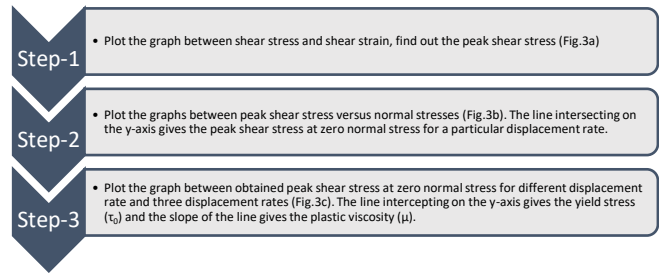 Step-1
• Plot the graph between shear stress and shear strain, find out the peak shear stress (Fig.3a)
Step-2
• Plot the graphs between peak shear stress versus normal stresses (Fig.3b). The line intersecting on
the y-axis gives the peak shear stress at zero normal stress for a particular displacement rate.
Step-3
• Plot the graph between obtained peak shear stress at zero normal stress for different displacement
rate and three displacement rates (Fig.3c). The line intercepting on the y-axis gives the yield stress
(τ₀) and the slope of the line gives the plastic viscosity (μ).